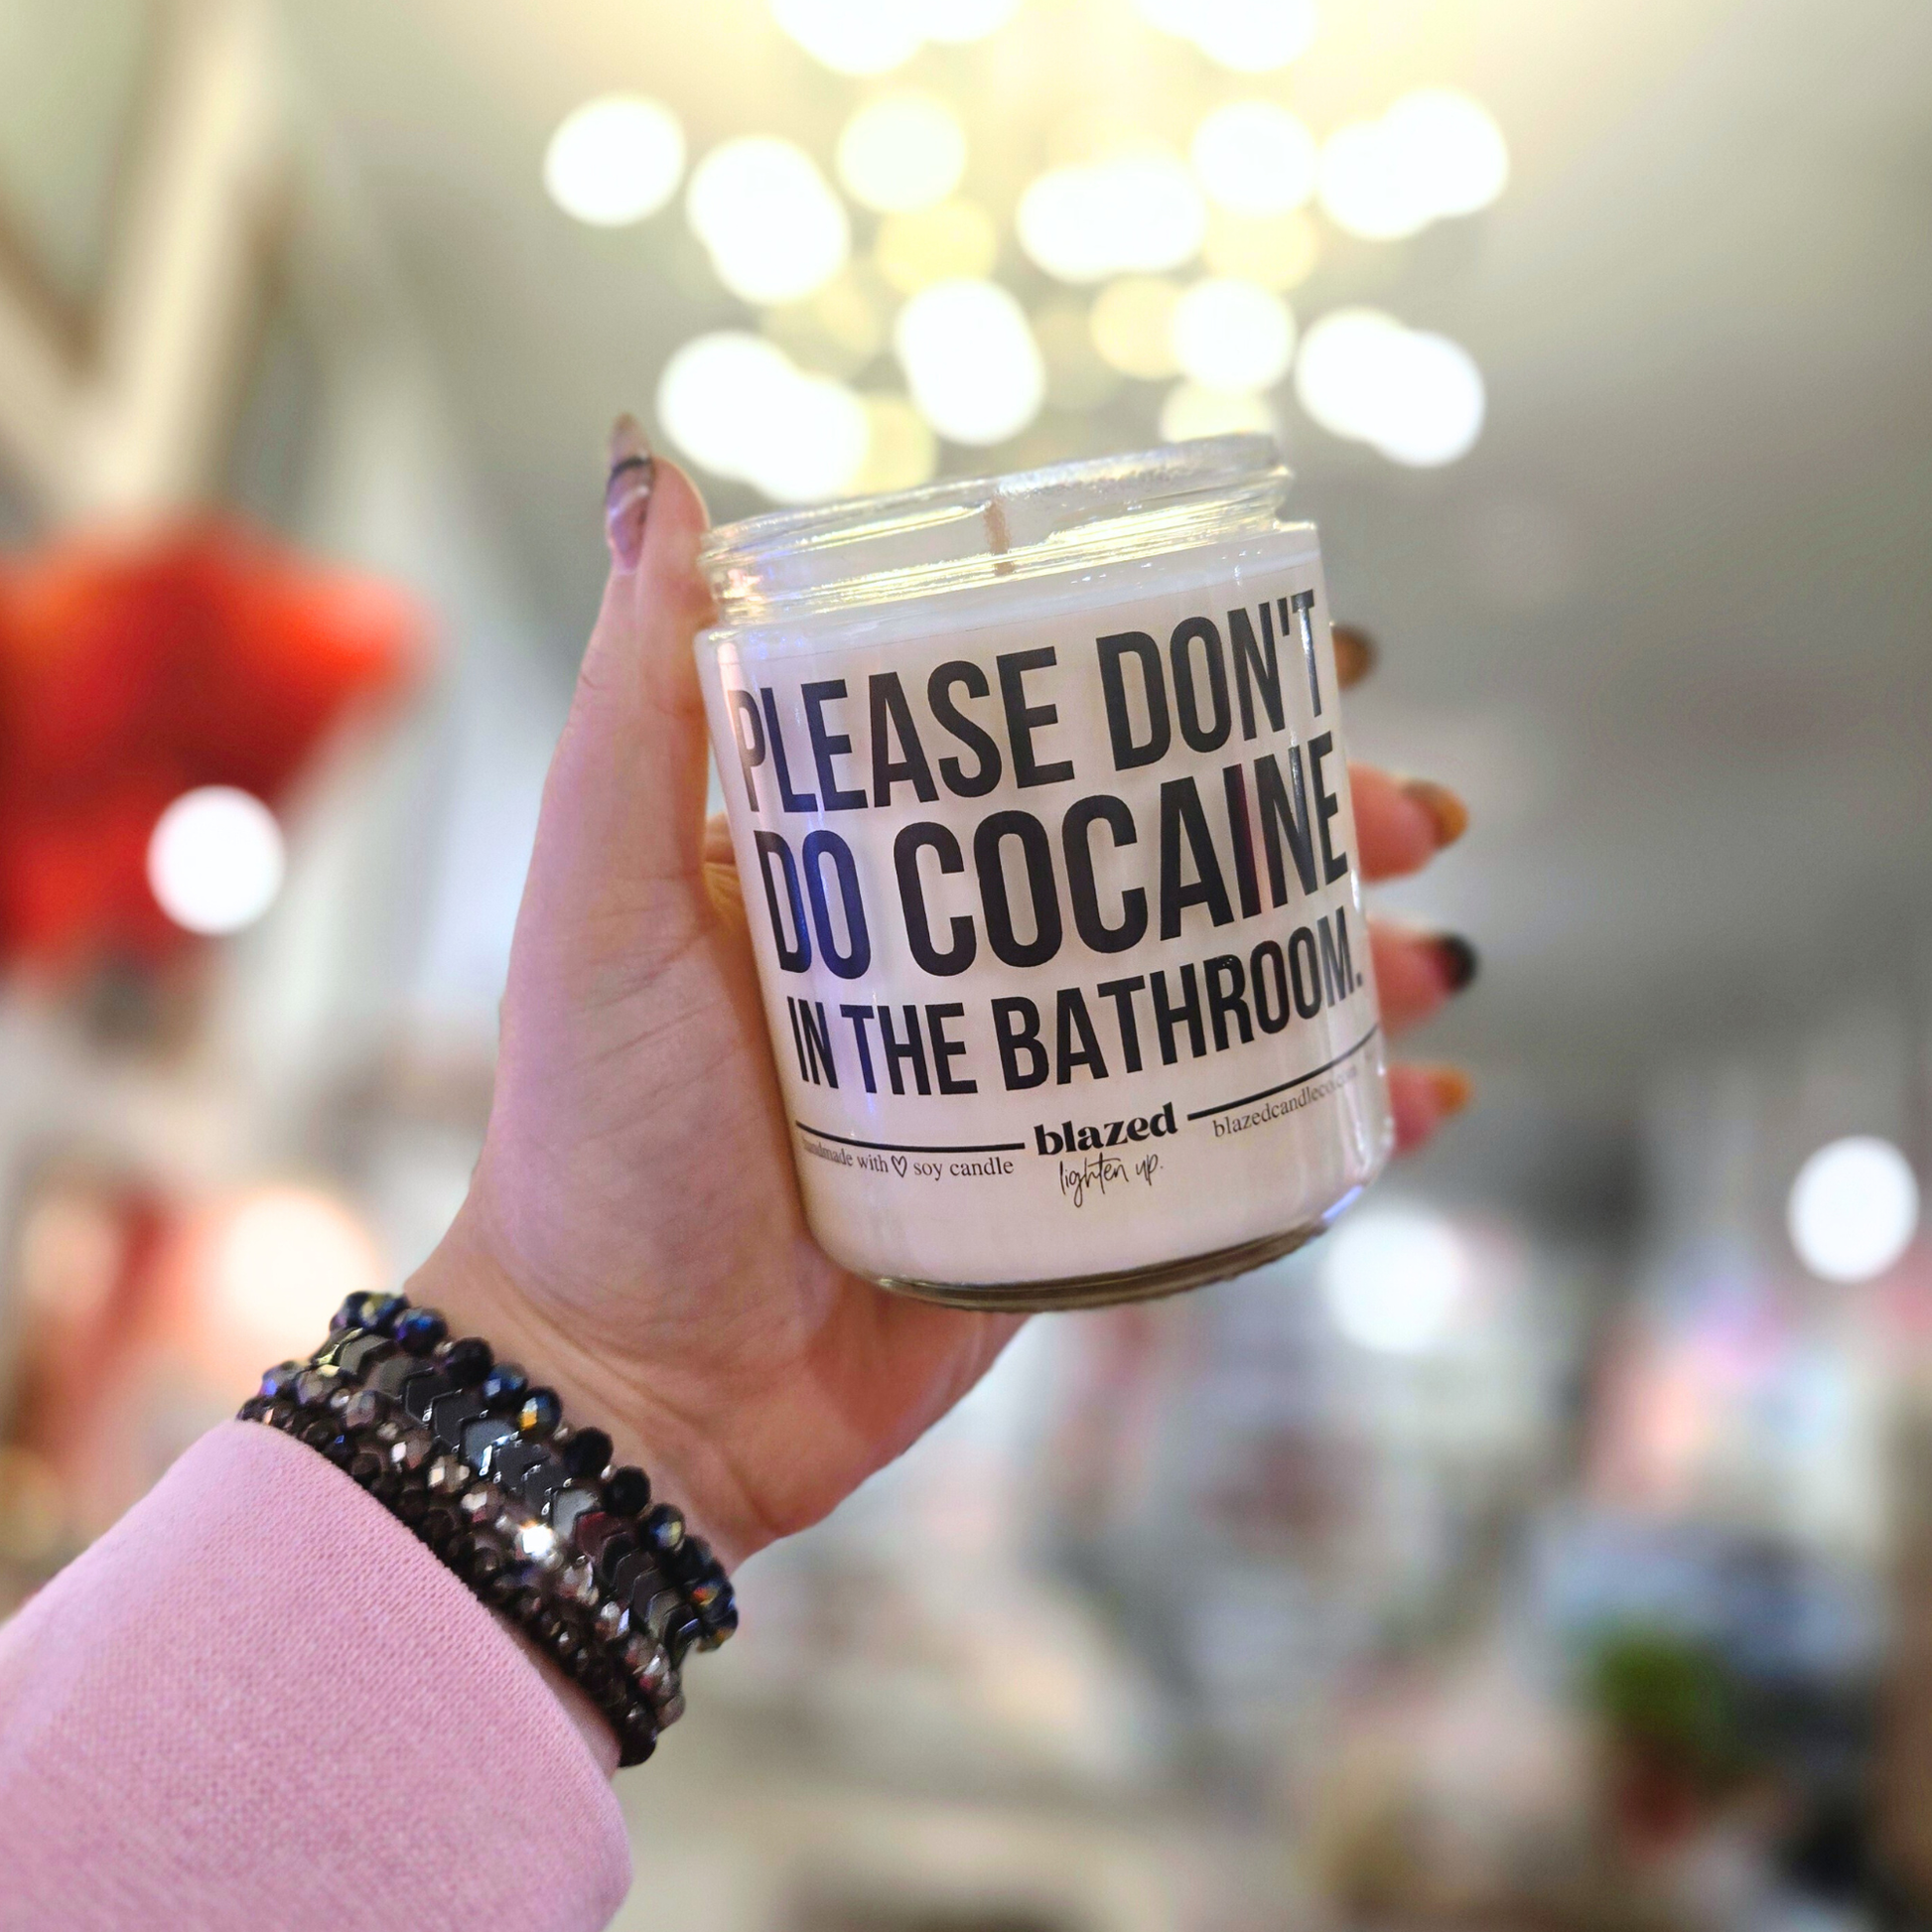 PLEASE DON'T
DO COCAINE
IN THE BATHROOM.
blazed
handmade with ♡ soy candle
lighten up.
blazedcandleco.com